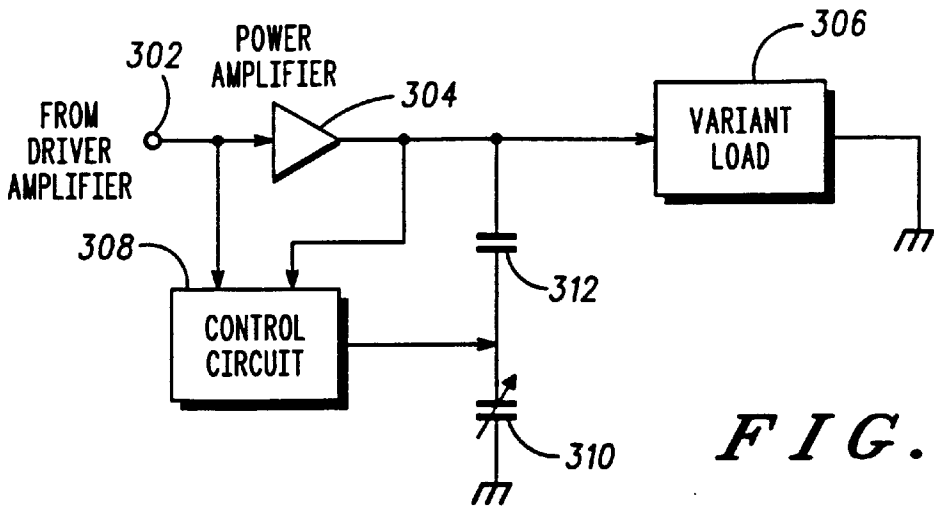 302
POWER
AMPLIFIER
304
306
FROM
DRIVER
AMPLIFIER
VARIANT
LOAD
308
312
CONTROL
CIRCUIT
310
FIG.